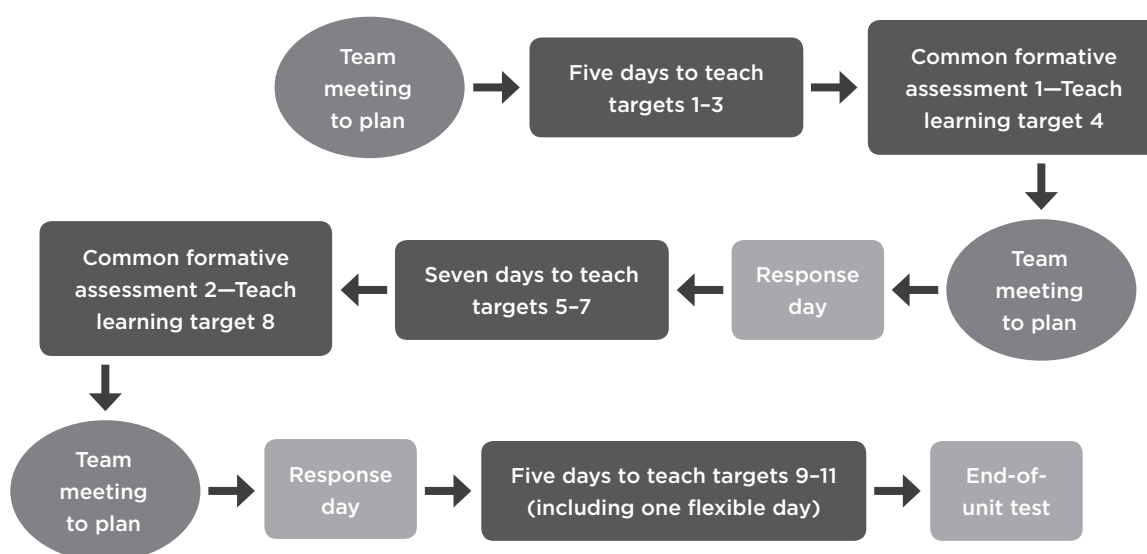 Team
meeting
to plan
Five days to teach
targets 1–3
Common formative
assessment 1—Teach
learning target 4
Team
meeting
to plan
Response
day
Seven days to teach
targets 5–7
Common formative
assessment 2—Teach
learning target 8
Team
meeting
to plan
Response
day
Five days to teach targets 9–11
(including one flexible day)
End-of-
unit test